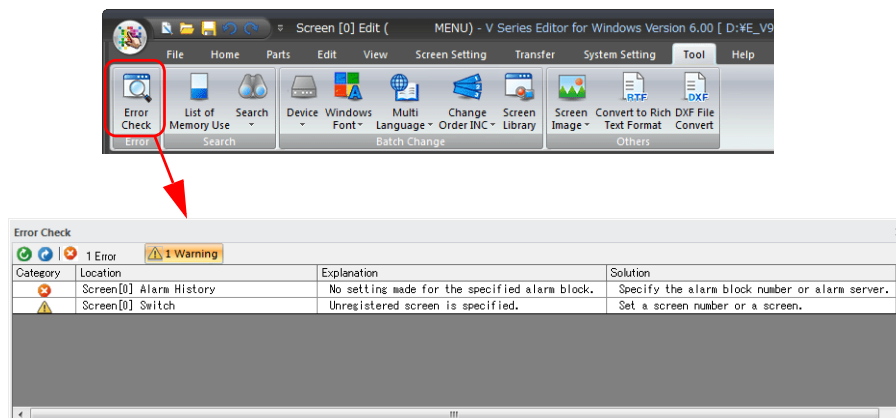 Screen [0] Edit ( MENU) - V Series Editor for Windows Version 6.00 [ D:¥E_V9
File Home Parts Edit View Screen Setting Transfer System Setting Tool Help
Error Check List of Memory Use Search Device Windows Font Multi Language Change Order INC Screen Library Screen Image Convert to Rich Text Format DXF File Convert
RTF DXF
Error Search Batch Change Others
Error Check
1 Error 1 Warning
Category Location Explanation Solution
Screen[0] Alarm History No setting made for the specified alarm block. Specify the alarm block number or alarm server.
Screen[0] Switch Unregistered screen is specified. Set a screen number or a screen.